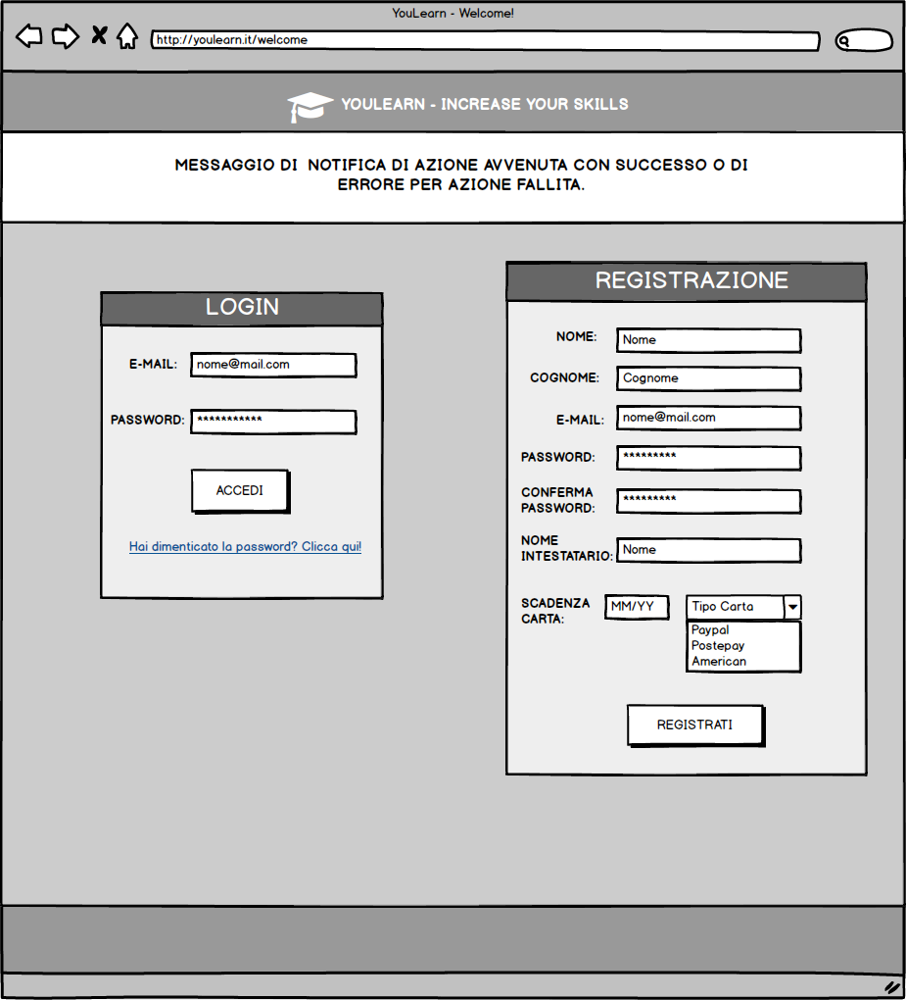 YouLearn - Welcome!
http://youlearn.it/welcome
YOULEARN - INCREASE YOUR SKILLS
MESSAGGIO DI NOTIFICA DI AZIONE AVVENUTA CON SUCCESSO O DI
ERRORE PER AZIONE FALLITA.
LOGIN
E-MAIL: nome@mail.com
PASSWORD: ***********
ACCEDI
Hai dimenticato la password? Clicca qui!
REGISTRAZIONE
NOME: Nome
COGNOME: Cognome
E-MAIL: nome@mail.com
PASSWORD: *********
CONFERMA
PASSWORD: *********
NOME
INTESTATARIO: Nome
SCADENZA
CARTA: MM/YY Tipo Carta
Paypal
Postepay
American
REGISTRATI